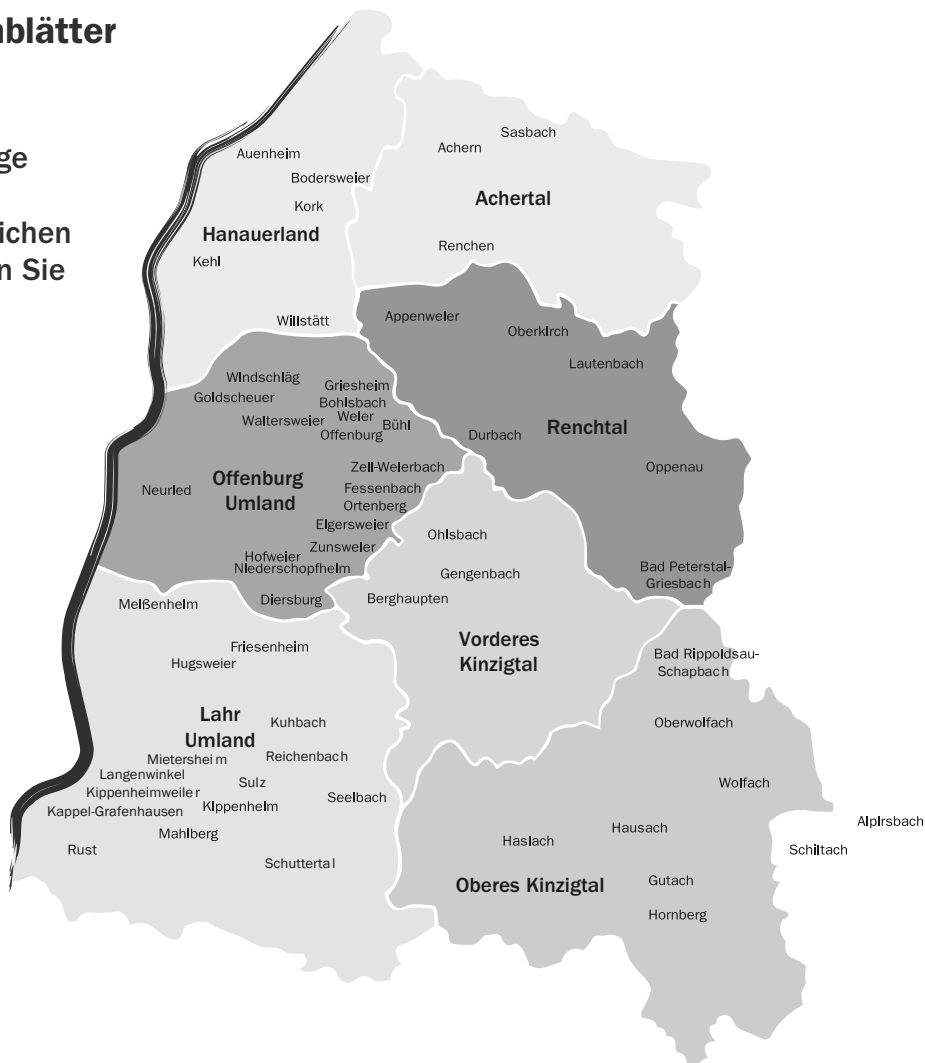 nblätter
ge
ichen
n Sie
Sasbach
Achern
Auenheim
Bodersweier
Achertal
Kork
Hanauerland
Renchen
Kehl
Willstätt
Appenweier
Oberkirch
Lautenbach
Windschläg
Griesheim
Goldscheuer
Bohlsbach
Waltersweier
Weier
Bühl
Offenburg
Durbach
Renchtal
Oppenau
Zell-Weierbach
Offenburg
Umland
Neuried
Fessenbach
Ortenberg
Elgersweier
Ohlsbach
Zunsweier
Hofweier
Niederschopfheim
Gengenbach
Bad Peterstal-
Griesbach
Diersburg
Berghaupten
Meißenheim
Friesenheim
Hugsweier
Vorderes
Kinzigtal
Bad Rippoldsau-
Schapbach
Lahr
Umland
Kuhbach
Oberwolfach
Mietersheim
Reichenbach
Langenwinkel
Sulz
Wolfach
Kippenheimweiler
Seelbach
Kappel-Grafenhausen
Kippenheim
Mahlberg
Rust
Schuttertal
Alpirsbach
Hausach
Haslach
Schiltach
Oberes Kinzigtal
Gutach
Hornberg